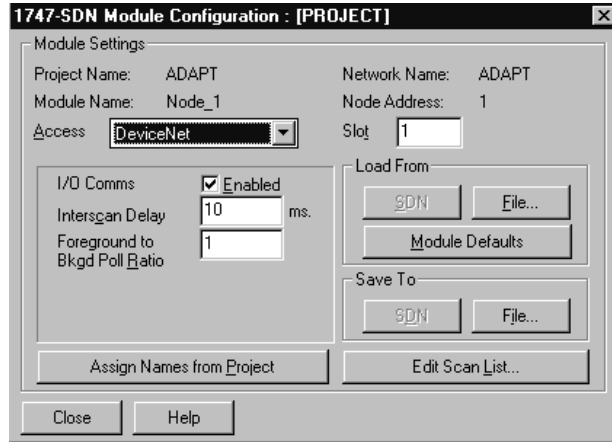 1747-SDN Module Configuration : [PROJECT]
Module Settings
Project Name: ADAPT
Network Name: ADAPT
Module Name: Node_1
Node Address: 1
Access DeviceNet
Slot 1
I/O Comms Enabled
Interscan Delay 10 ms.
Foreground to
Bkgd Poll Ratio 1
Load From
SDN File...
Module Defaults
Save To
SDN File...
Assign Names from Project
Edit Scan List...
Close Help